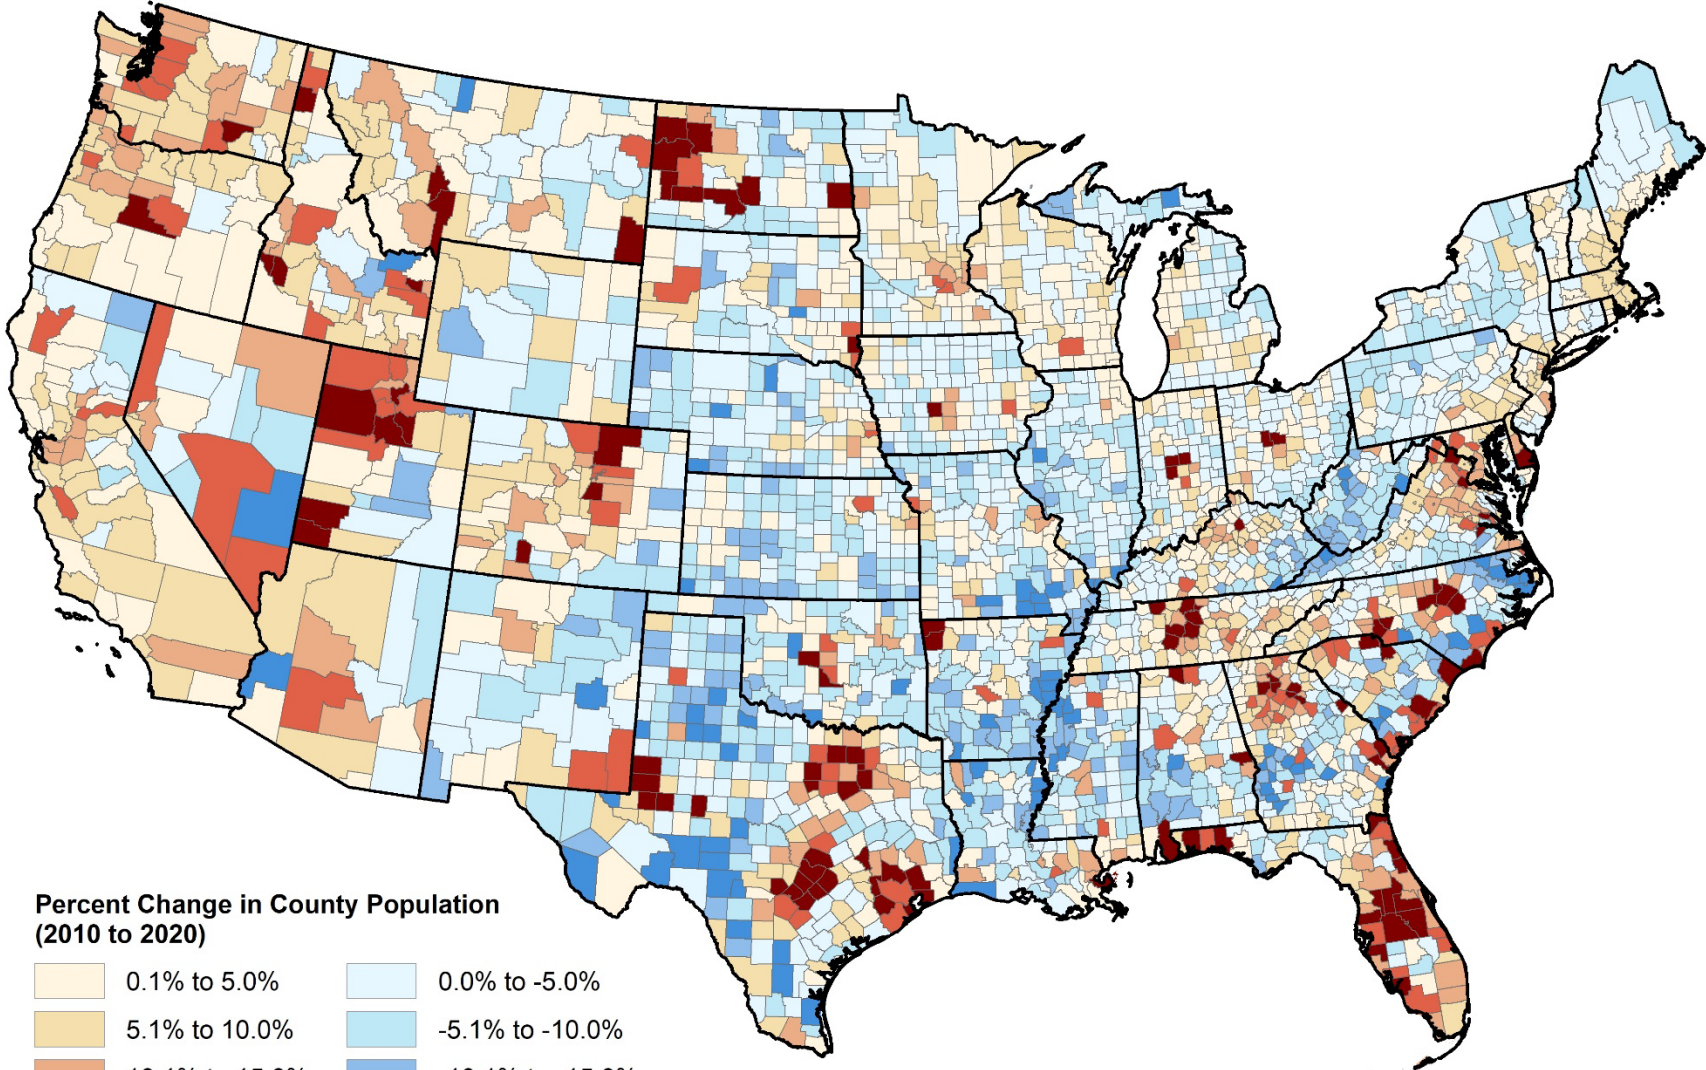 Percent Change in County Population
(2010 to 2020)
0.1% to 5.0%
0.0% to -5.0%
5.1% to 10.0%
-5.1% to -10.0%